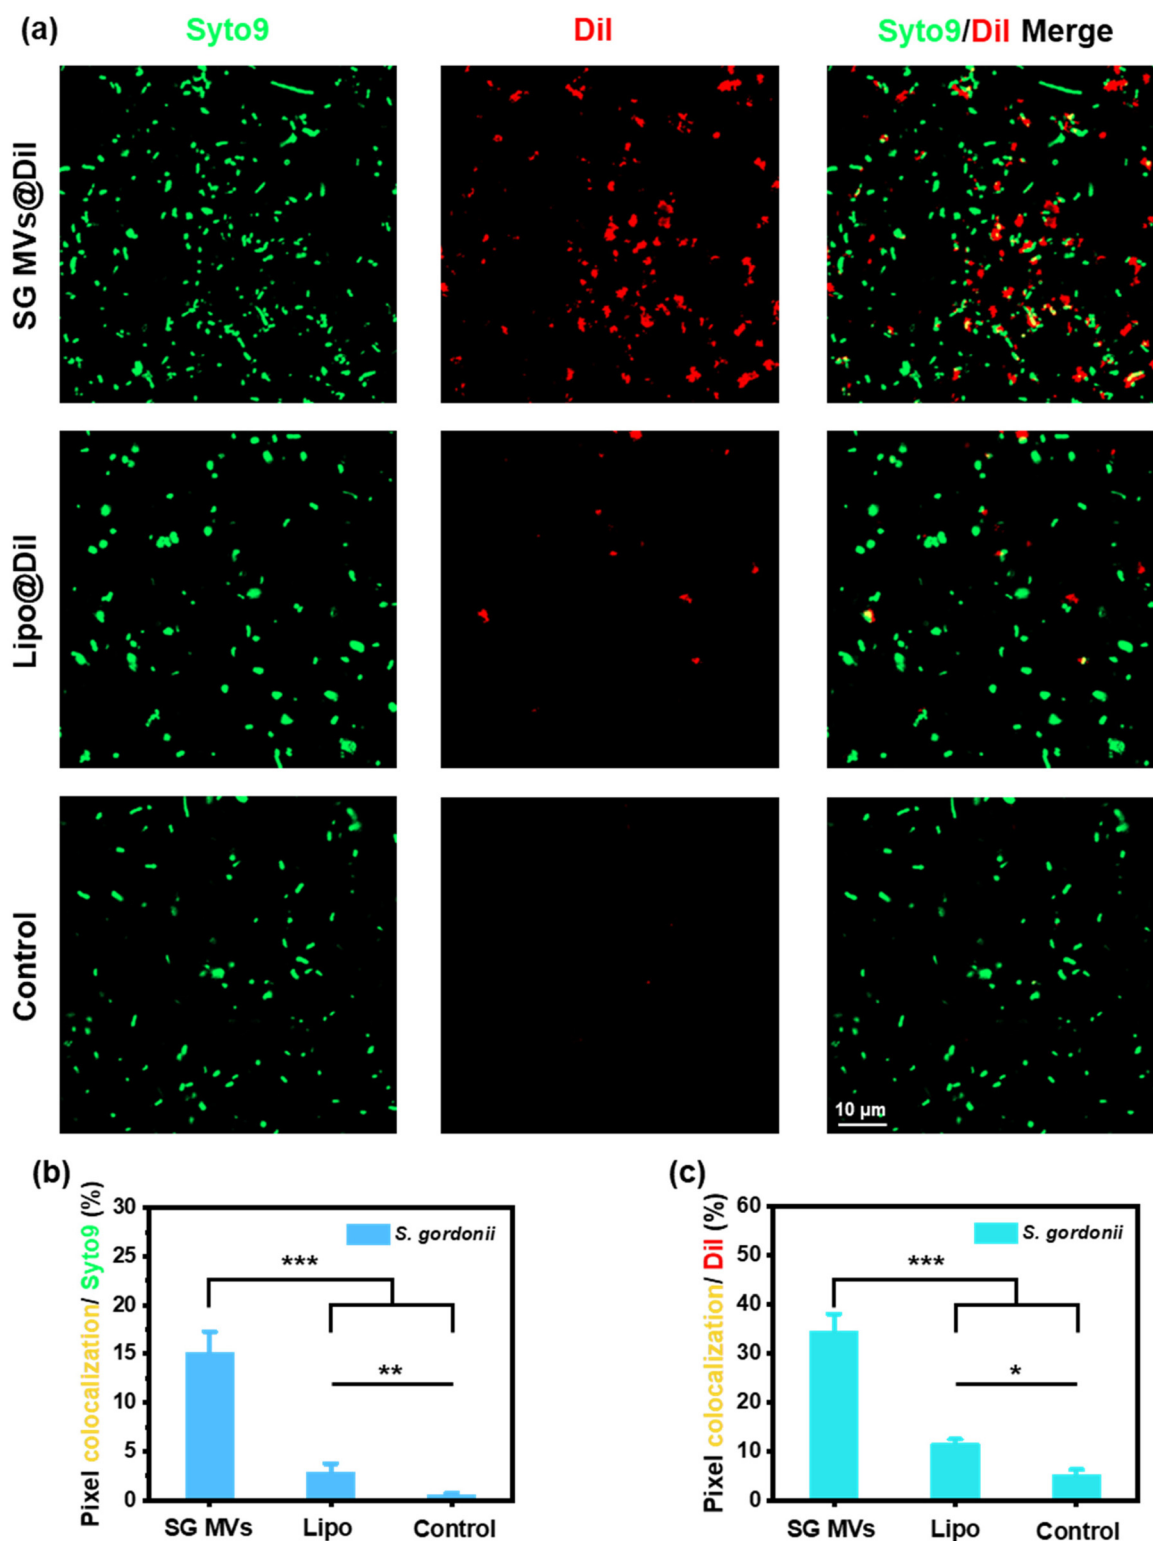 (a)
Syto9
DiI
Syto9/DiI Merge
SG MVs@DiI
Lipo@DiI
Control
10 µm
(b)
Pixel colocalization/ Syto9 (%)
30
25
20
15
10
5
0
S. gordonii
***
**
SG MVs
Lipo
Control
(c)
Pixel colocalization/ DiI (%)
60
50
40
30
20
10
0
S. gordonii
***
*
SG MVs
Lipo
Control